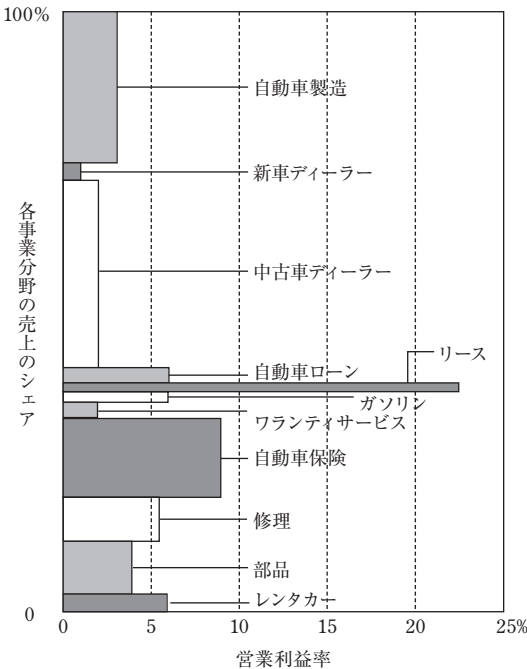 100%
自動車製造
新車ディーラー
中古車ディーラー
リース
自動車ローン
ガソリン
ワランティサービス
自動車保険
修理
部品
レンタカー
各事業分野の売上のシェア
0
0 5 10 15 20 25%
営業利益率